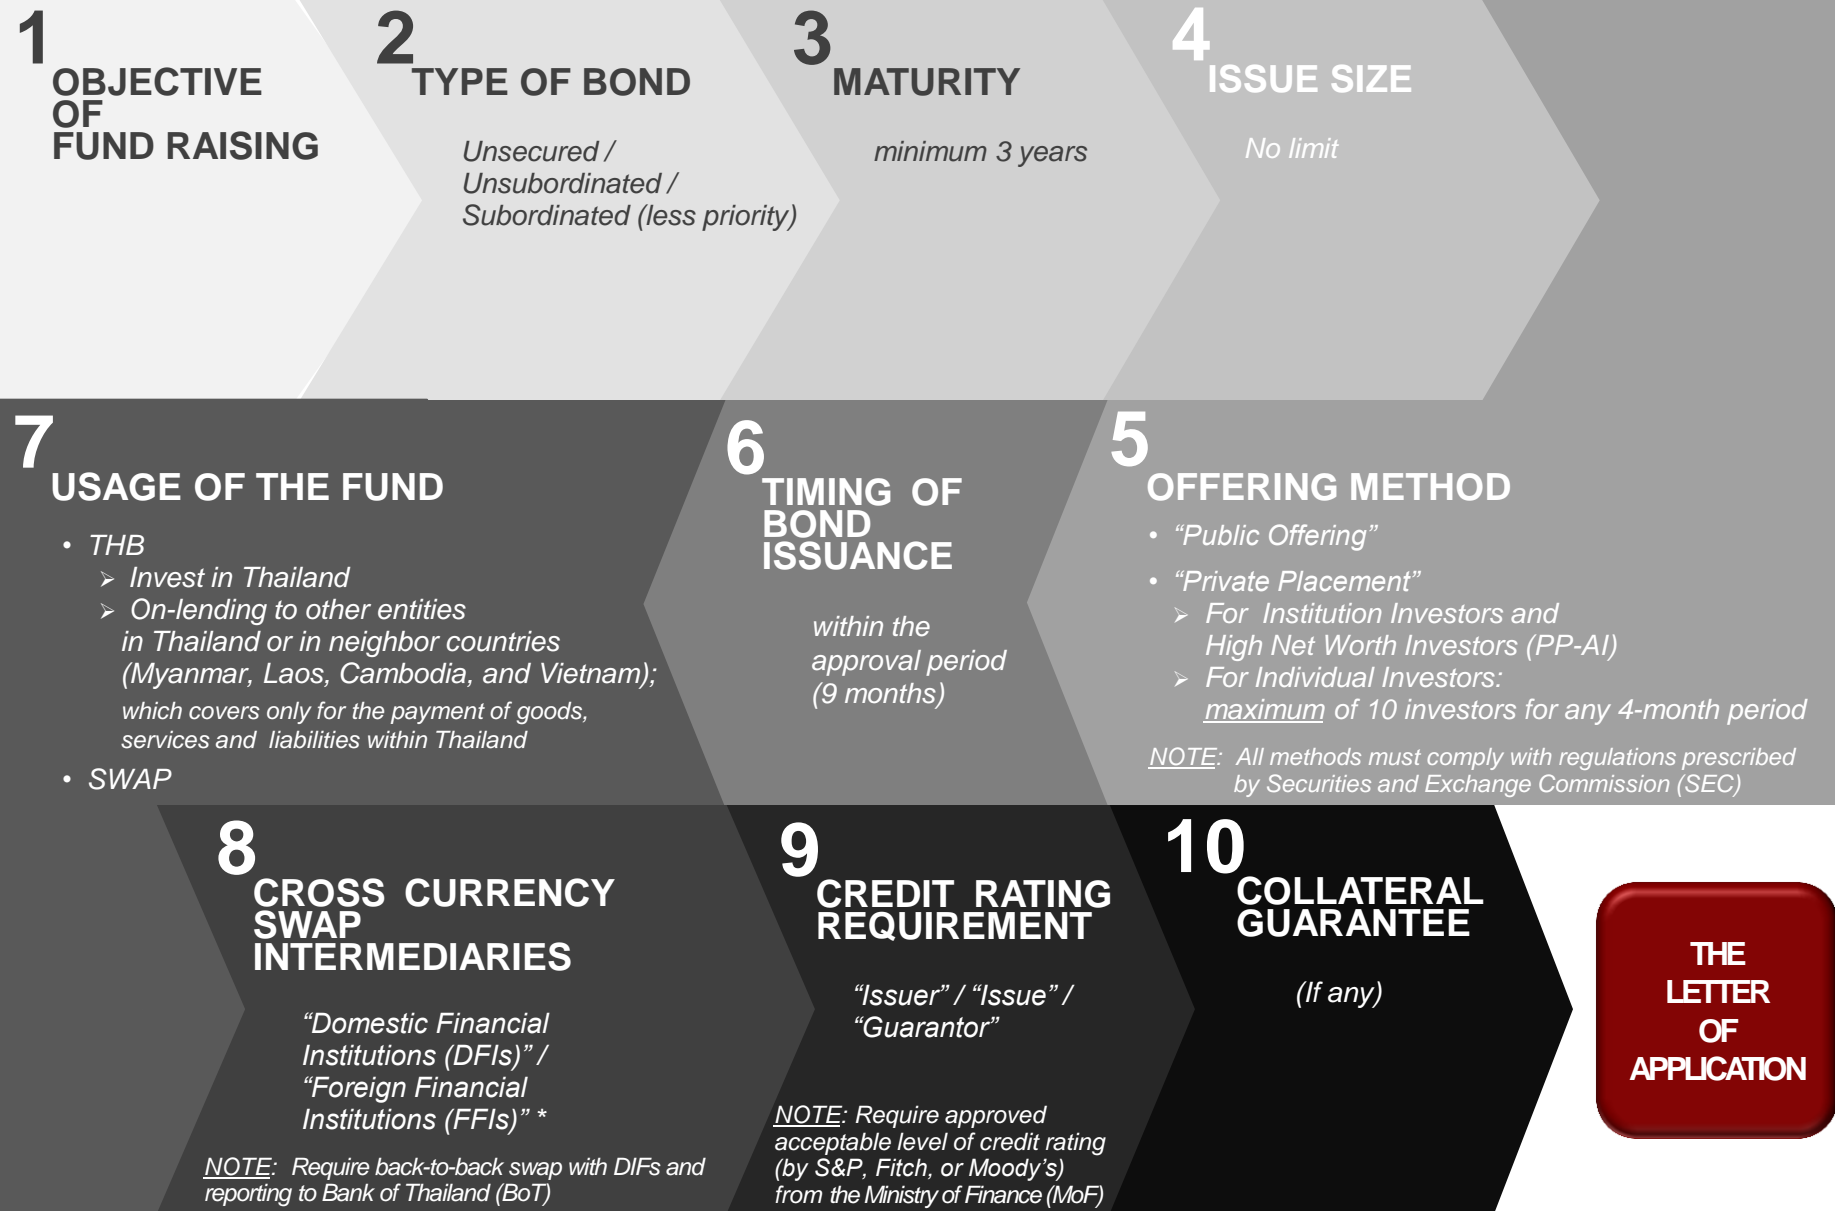 1
OBJECTIVE
OF
FUND RAISING
2
TYPE OF BOND
Unsecured /
Unsubordinated /
Subordinated (less priority)
3
MATURITY
minimum 3 years
4
ISSUE SIZE
No limit
5
OFFERING METHOD
• “Public Offering”
• “Private Placement”
➢ For Institution Investors and
High Net Worth Investors (PP-AI)
➢ For Individual Investors:
maximum of 10 investors for any 4-month period
NOTE: All methods must comply with regulations prescribed
by Securities and Exchange Commission (SEC)
6
TIMING OF
BOND
ISSUANCE
within the
approval period
(9 months)
7
USAGE OF THE FUND
• THB
➢ Invest in Thailand
➢ On-lending to other entities
in Thailand or in neighbor countries
(Myanmar, Laos, Cambodia, and Vietnam);
which covers only for the payment of goods,
services and liabilities within Thailand
• SWAP
8
CROSS CURRENCY
SWAP
INTERMEDIARIES
“Domestic Financial
Institutions (DFIs)” /
“Foreign Financial
Institutions (FFIs)” *
NOTE: Require back-to-back swap with DIFs and
reporting to Bank of Thailand (BoT)
9
CREDIT RATING
REQUIREMENT
“Issuer” / “Issue” /
“Guarantor”
NOTE: Require approved
acceptable level of credit rating
(by S&P, Fitch, or Moody’s)
from the Ministry of Finance (MoF)
10
COLLATERAL
GUARANTEE
(If any)
THE
LETTER
OF
APPLICATION